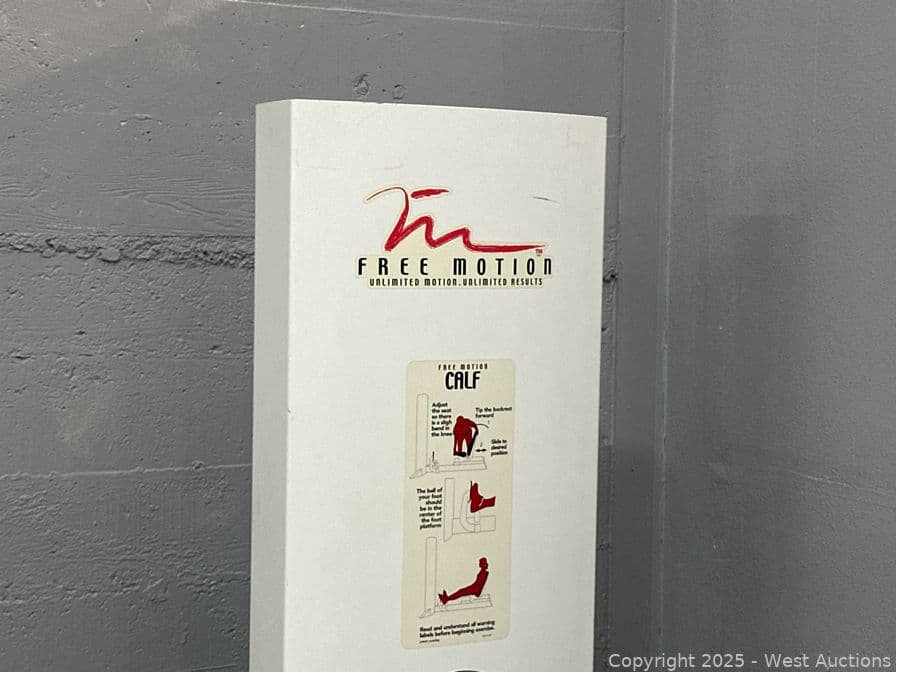 TM
FREE MOTION
UNLIMITED MOTION. UNLIMITED RESULTS
FREE MOTION
CALF
Adjust
the seat
so there
is a sligh
bend in
the knee
Tip the backrest
forward
Slide to
desired
position
The ball of
your foot
should
be in the
center of
the foot
platform
Read and understand all warning
labels before beginning exercise.
Copyright 2025 - West Auctions